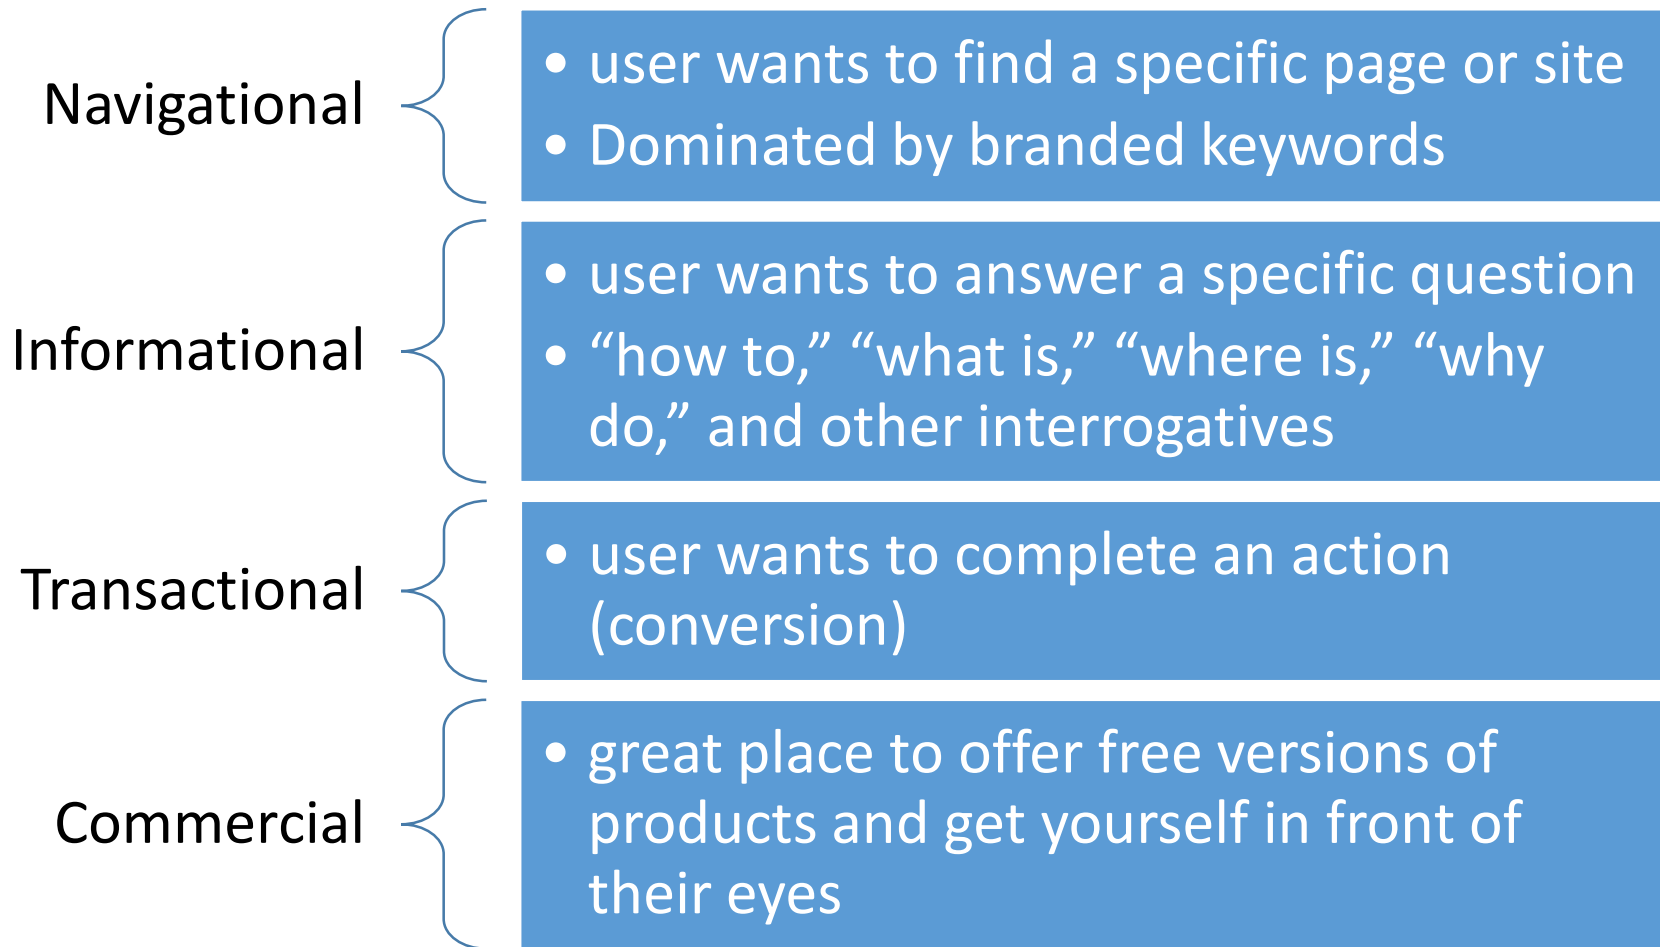 Navigational
• user wants to find a specific page or site
• Dominated by branded keywords
Informational
• user wants to answer a specific question
• “how to,” “what is,” “where is,” “why
do,” and other interrogatives
Transactional
• user wants to complete an action
(conversion)
Commercial
• great place to offer free versions of
products and get yourself in front of
their eyes